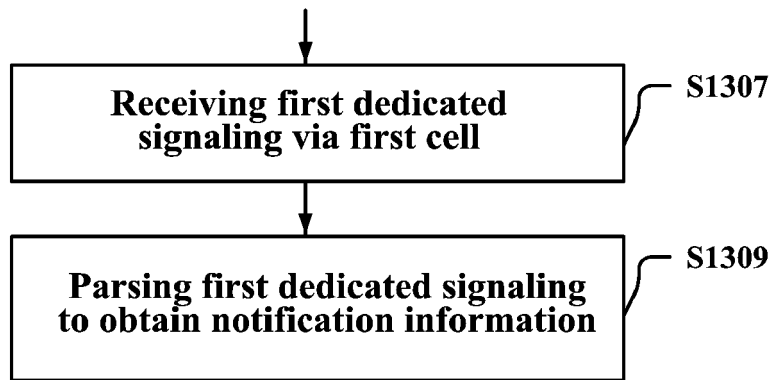 Receiving first dedicated
signaling via first cell
S1307
Parsing first dedicated signaling
to obtain notification information
S1309